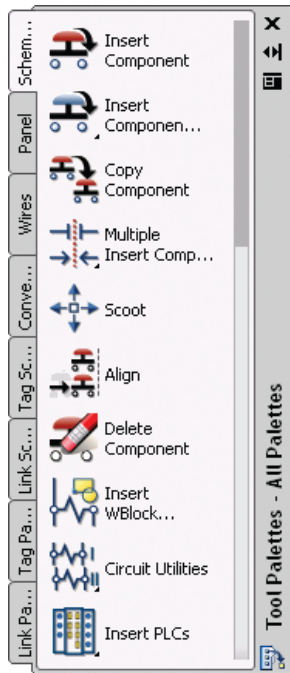 Schem...
Panel
Wires
Conve...
Tag Sc...
Link Sc...
Tag Pa...
Link Pa...
Insert
Component
Insert
Componen...
Copy
Component
Multiple
Insert Comp...
Scoot
Align
Delete
Component
Insert
WBlock...
Circuit Utilities
Insert PLCs
Tool Palettes - All Palettes